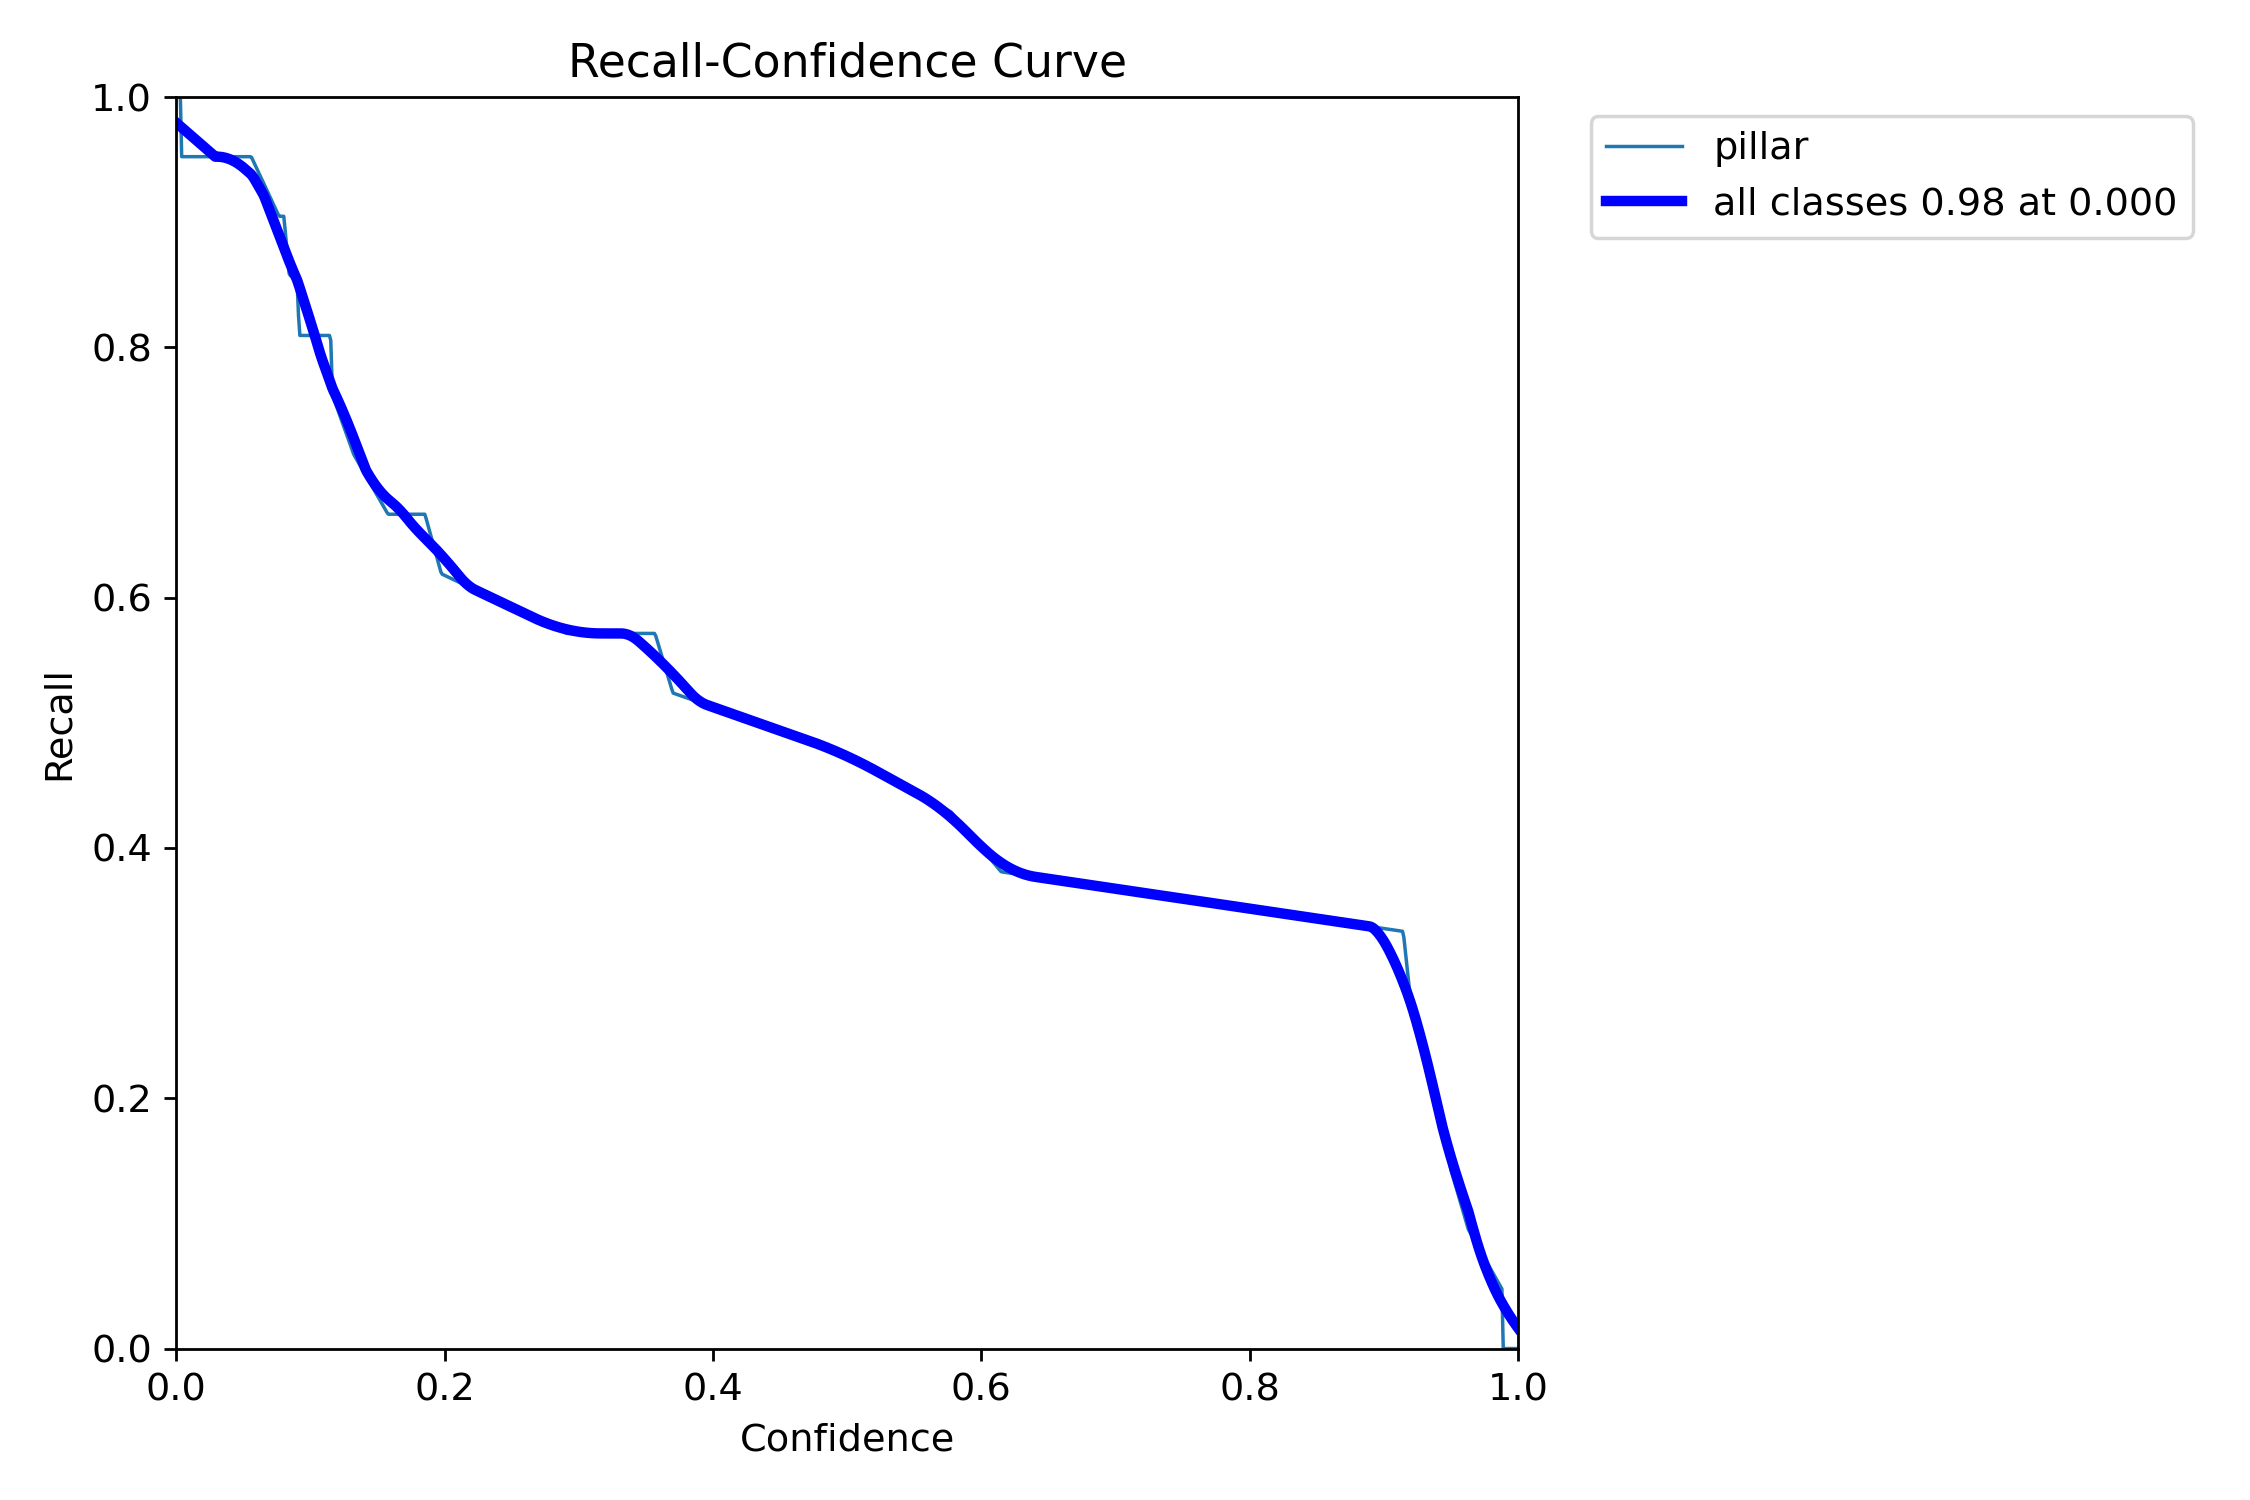 Recall-Confidence Curve
pillar
all classes 0.98 at 0.000
1.0
0.8
0.6
0.4
0.2
0.0
Recall
0.0 0.2 0.4 0.6 0.8 1.0
Confidence